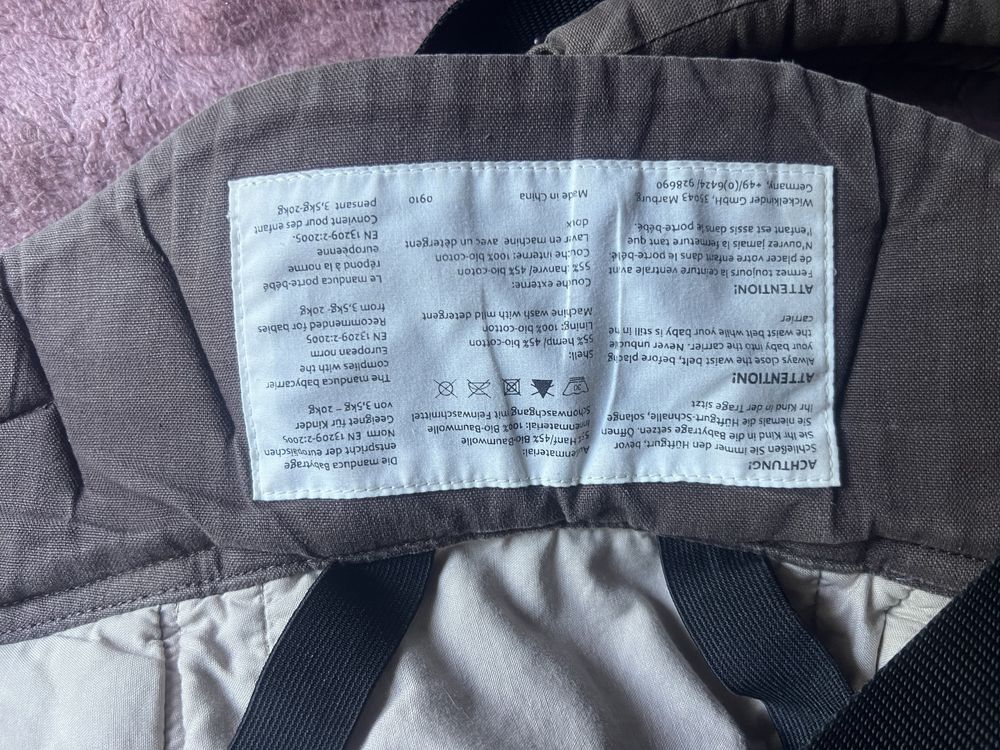 ACHTUNG!
Schließen Sie immer den Hüftgurt, bevor
Sie Ihr Kind in die Babytrage setzen. Öffnen
Sie niemals die Hüftgurt-Schnalle, solange
Ihr Kind in der Trage sitzt
ATTENTION!
Always close the waist belt, before placing
your baby into the carrier. Never unbuckle
the waist belt while your baby is still in the
carrier
ATTENTION!
Fermez toujours la ceinture ventrale avant
de placer votre enfant dans le porte-bébé.
N'ouvrez jamais la fermeture tant que
l'enfant est assis dans le porte-bébé.
Wickelkinder GmbH, 35043 Marburg
Germany, +49/(0)6424/ 928690
Außenmaterial:
55% Hanf/45% Bio-Baumwolle
Innenmaterial: 100% Bio-Baumwolle
Schonwaschgang mit Feinwaschmittel
30
Shell:
55% hemp/45% bio-cotton
Lining: 100% bio-cotton
Machine wash with mild detergent
Couche externe:
55% chanvre/ 45% bio-coton
Couche interne: 100% bio coton
Laver en machine avec un détergent
doux
Made in China
0910
Die manduca Babytrage
entspricht der europäischen
Norm EN 13209-2:2005,
Geeignet für Kinder
von 3,5kg - 20kg
The manduca babycarrier
complies with the
European norm
EN 13209-2:2005
Recommended for babies
from 3,5kg- 20kg
Le manduca porte-bébé
répond à la norme
européenne
EN 13209-2:2005.
Convient pour des enfant
pensant 3,5kg-20kg